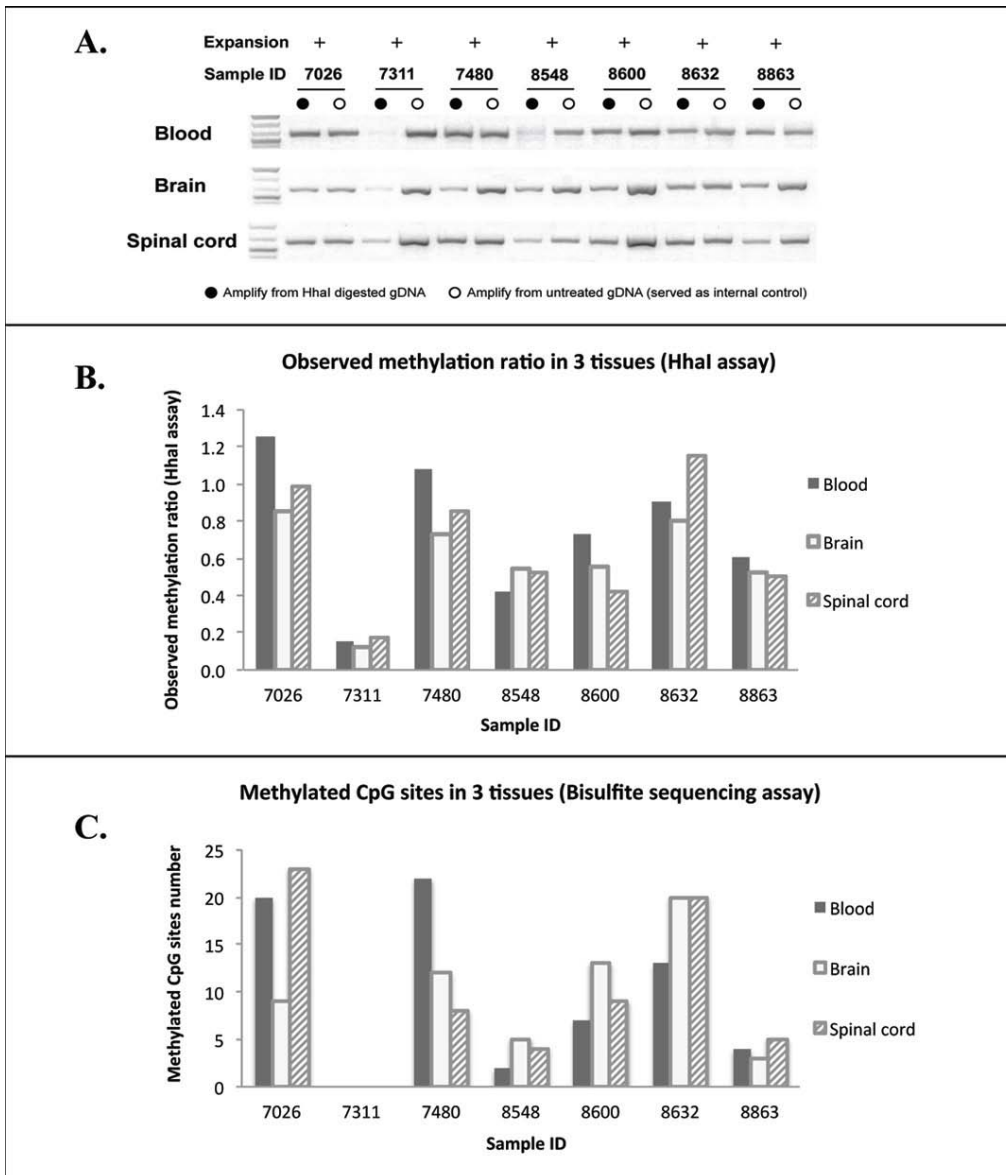 A.
Expansion + + + + + + +
Sample ID 7026 7311 7480 8548 8600 8632 8863
Blood
Brain
Spinal cord
● Amplify from HhaI digested gDNA ○ Amplify from untreated gDNA (served as internal control)
B.
Observed methylation ratio in 3 tissues (HhaI assay)
Observed methylation ratio (HhaI assay)
1.4
1.2
1.0
0.8
0.6
0.4
0.2
0.0
7026 7311 7480 8548 8600 8632 8863
Sample ID
Blood
Brain
Spinal cord
C.
Methylated CpG sites in 3 tissues (Bisulfite sequencing assay)
Methylated CpG sites number
25
20
15
10
5
0
7026 7311 7480 8548 8600 8632 8863
Sample ID
Blood
Brain
Spinal cord